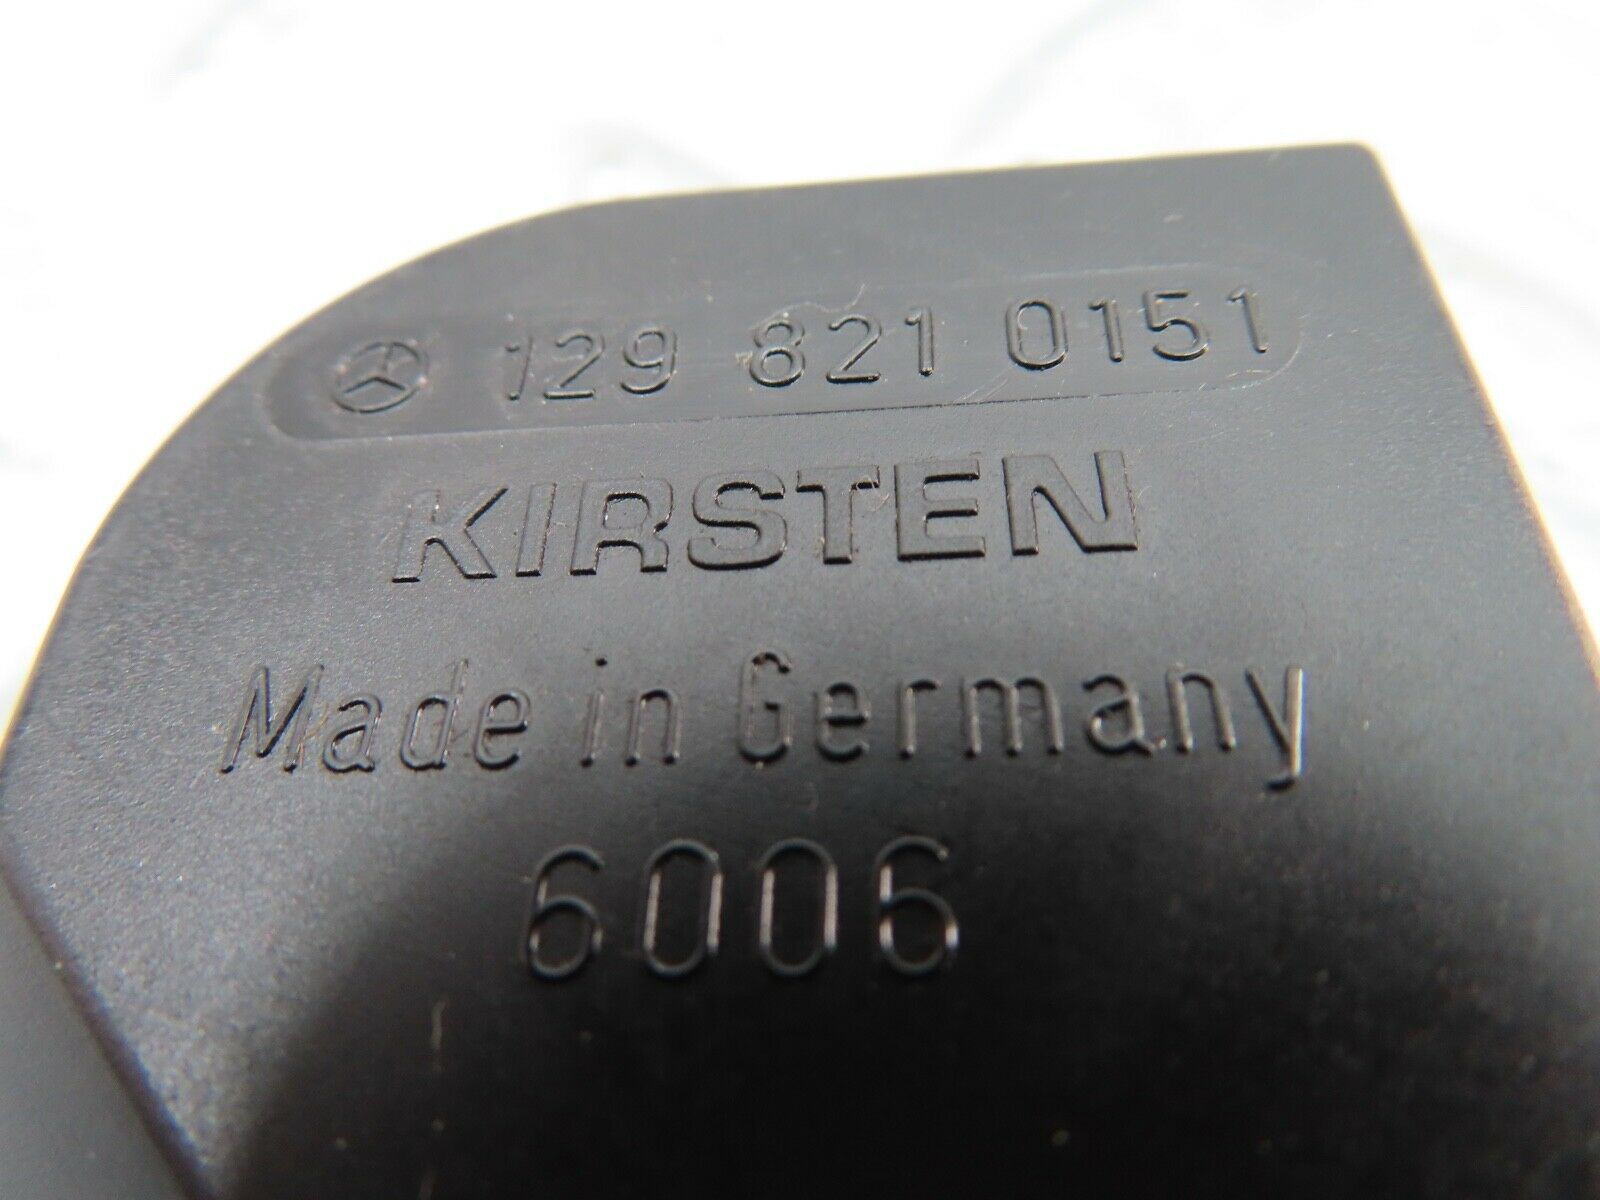 129 821 0151
KIRSTEN
Made in Germany
6006